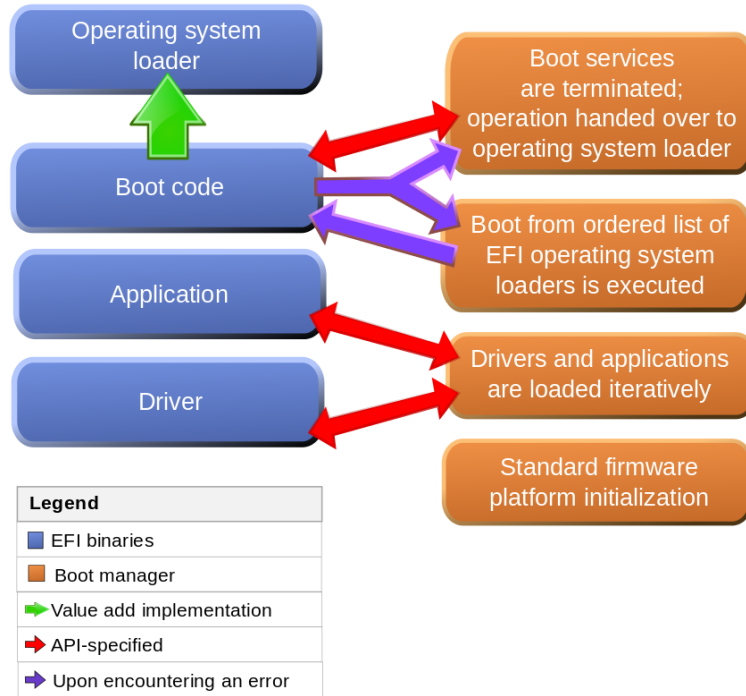 Operating system
loader
Boot services
are terminated;
operation handed over to
operating system loader
Boot code
Boot from ordered list of
EFI operating system
loaders is executed
Application
Drivers and applications
are loaded iteratively
Driver
Standard firmware
platform initialization
Legend
EFI binaries
Boot manager
Value add implementation
API-specified
Upon encountering an error